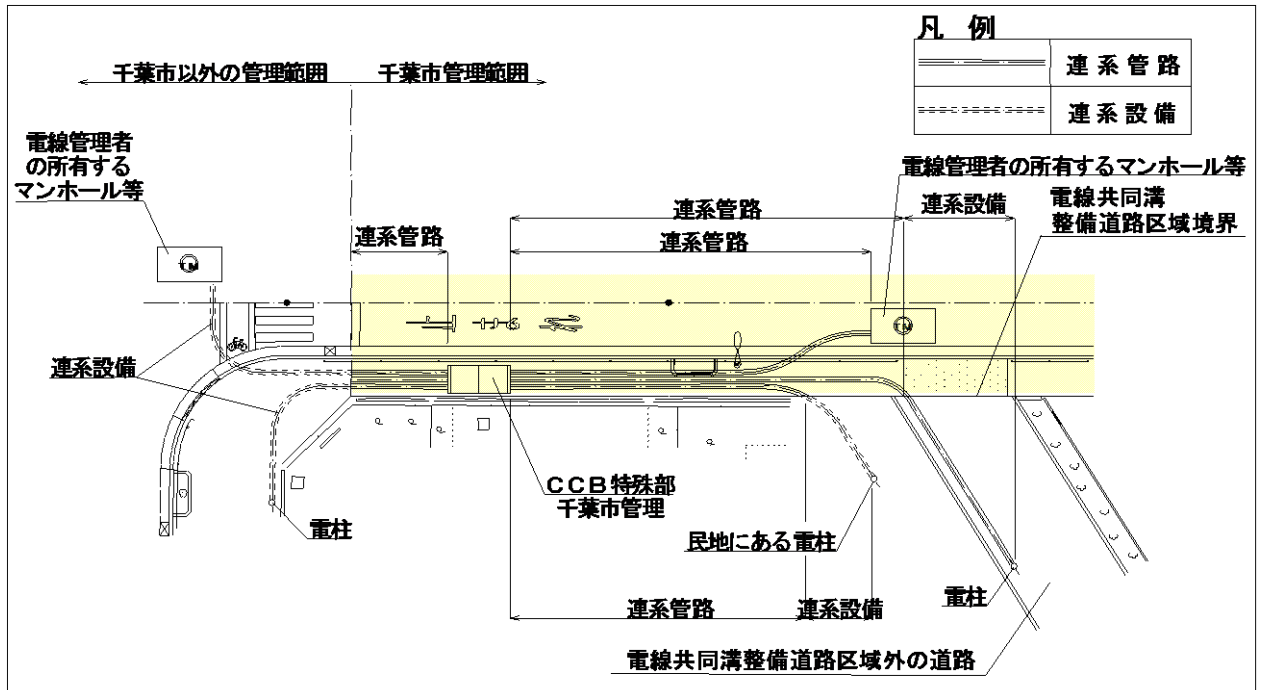 凡 例
連系管路
連系設備
千葉市以外の管理範囲
千葉市管理範囲
電線管理者
の所有する
マンホール等
電線管理者の所有するマンホール等
連系管路
連系設備
電線共同溝
整備道路区域境界
連系管路
連系管路
連系設備
CCB特殊部
千葉市管理
電柱
民地にある電柱
電柱
連系管路
連系設備
電線共同溝整備道路区域外の道路